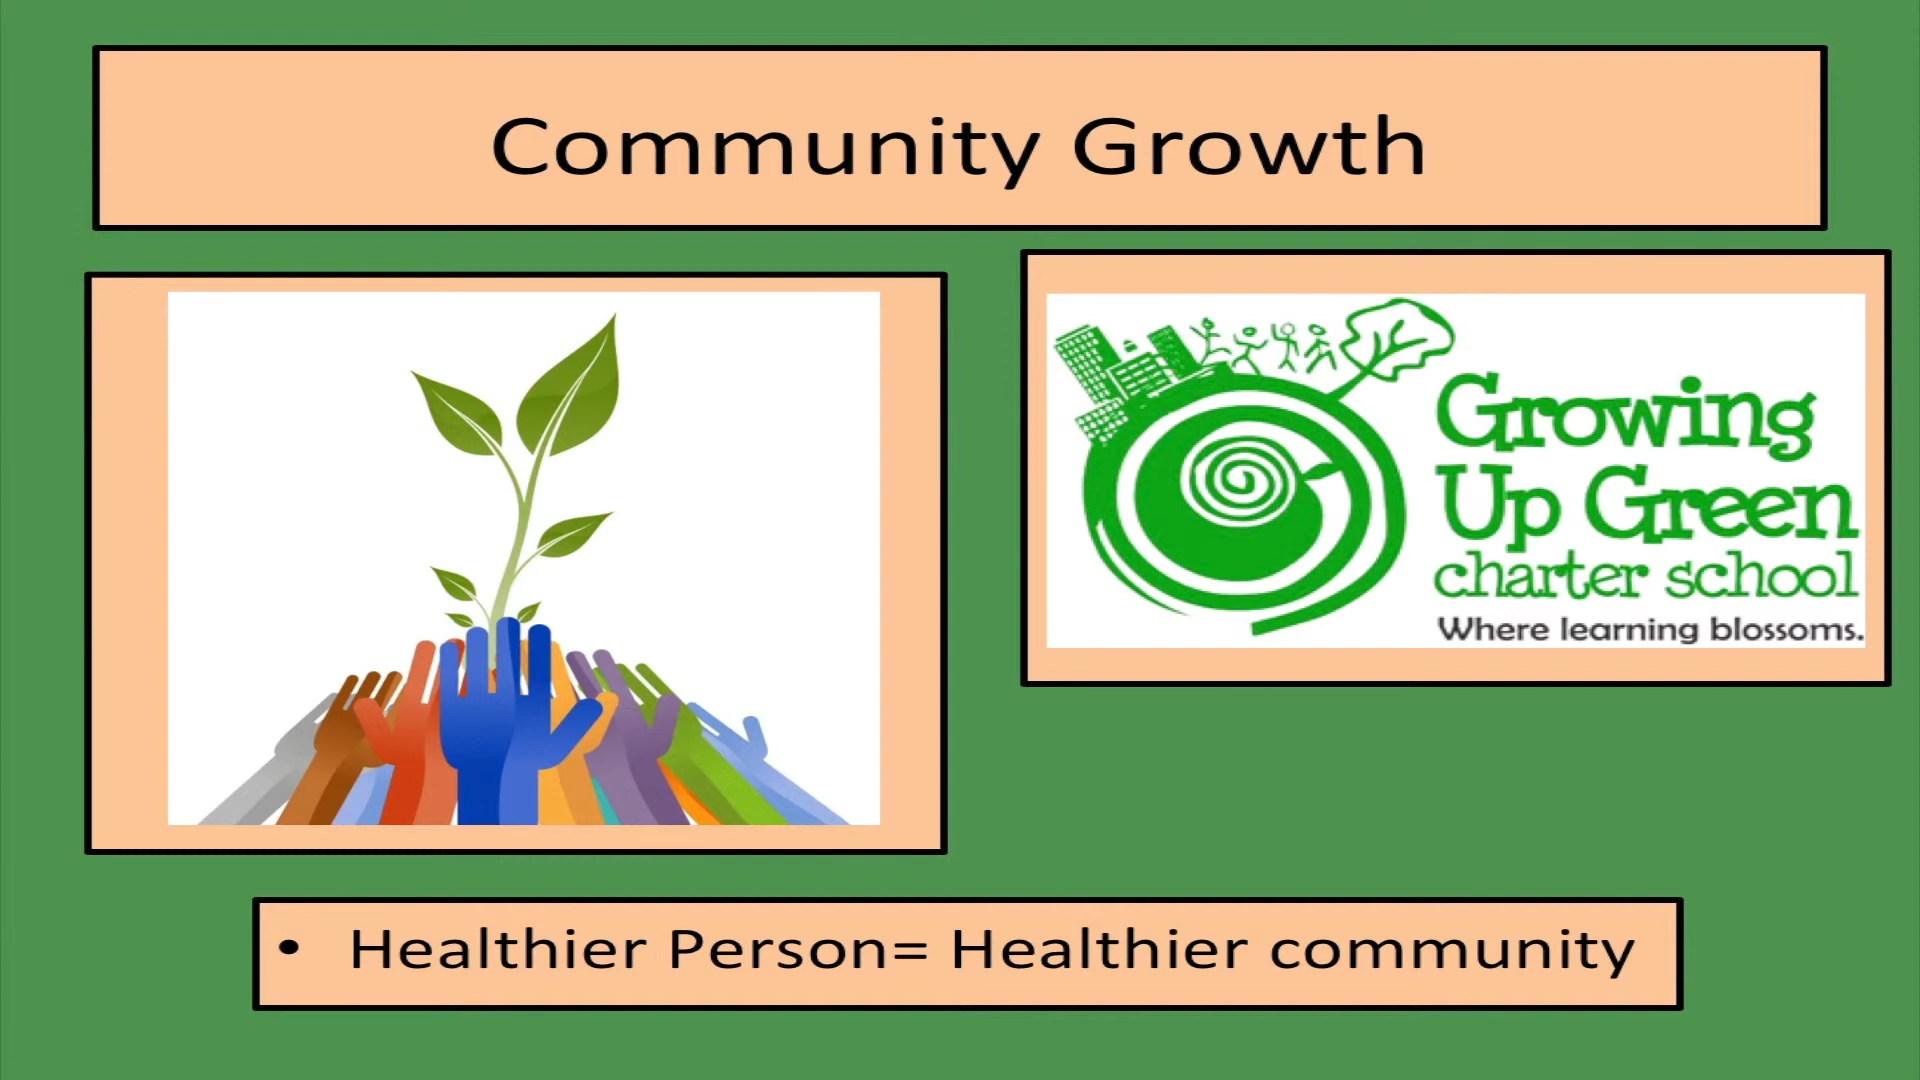 Community Growth
Growing
Up Green
charter school
Where learning blossoms.
• Healthier Person= Healthier community